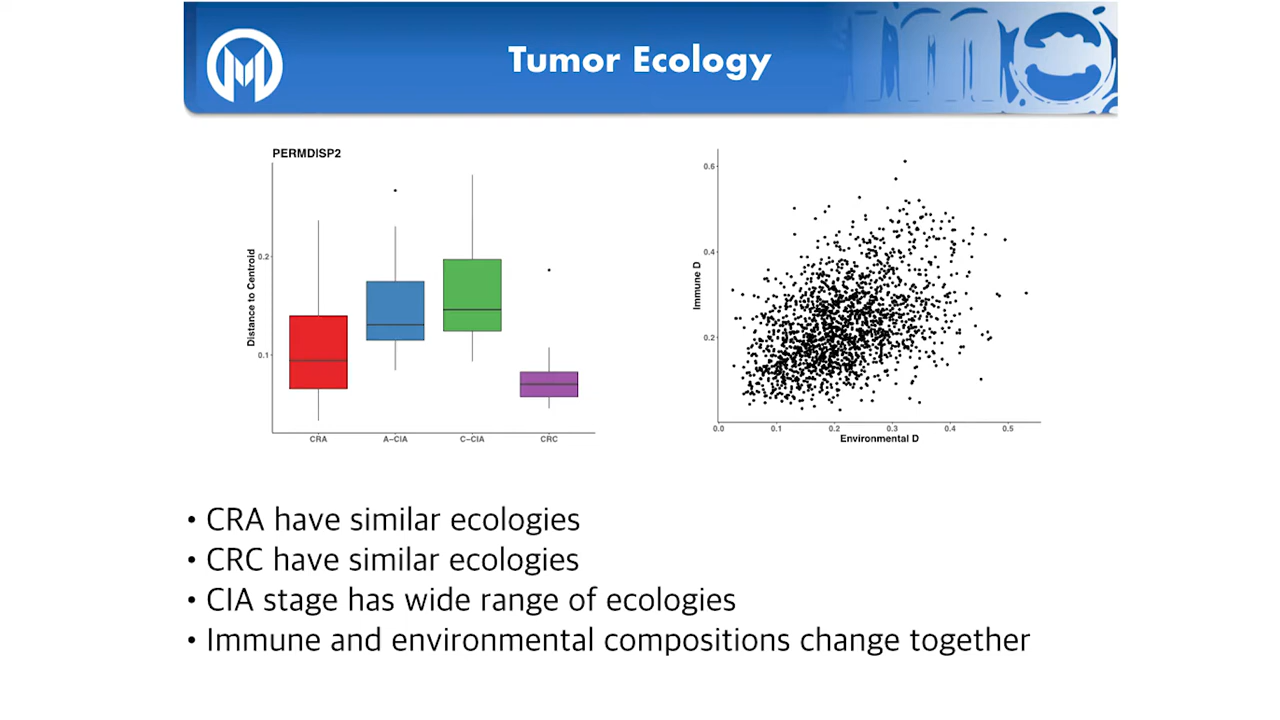 Tumor Ecology
PERMDISP2
Distance to Centroid
0.2
0.1
CRA
A-CIA
C-CIA
CRC
Immune D
0.6
0.4
0.2
0.0
0.1
0.2
0.3
0.4
0.5
Environmental D
• CRA have similar ecologies
• CRC have similar ecologies
• CIA stage has wide range of ecologies
• Immune and environmental compositions change together